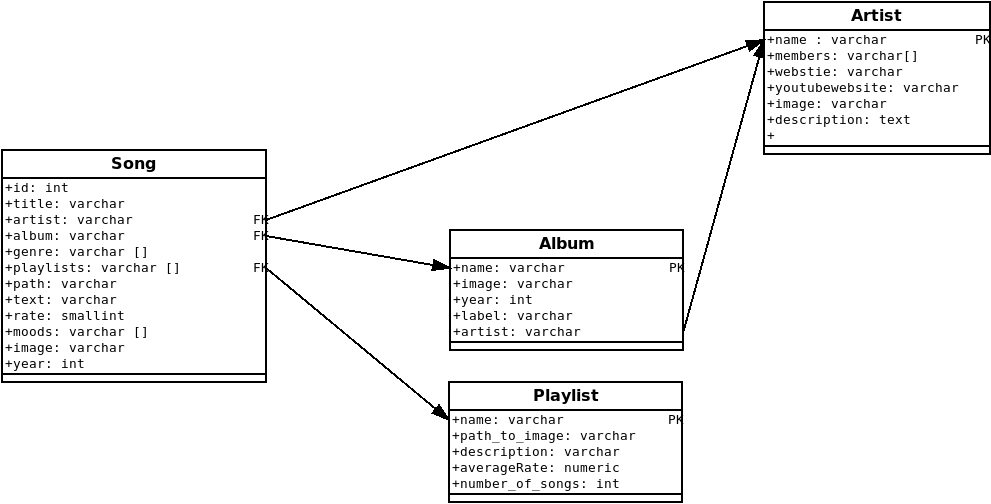 Artist
+name : varchar PK
+members: varchar[]
+webstie: varchar
+youtubewebsite: varchar
+image: varchar
+description: text
+
Song
+id: int
+title: varchar
+artist: varchar FK
+album: varchar FK
+genre: varchar []
+playlists: varchar [] FK
+path: varchar
+text: varchar
+rate: smallint
+moods: varchar []
+image: varchar
+year: int
Album
+name: varchar PK
+image: varchar
+year: int
+label: varchar
+artist: varchar
Playlist
+name: varchar PK
+path_to_image: varchar
+description: varchar
+averageRate: numeric
+number_of_songs: int